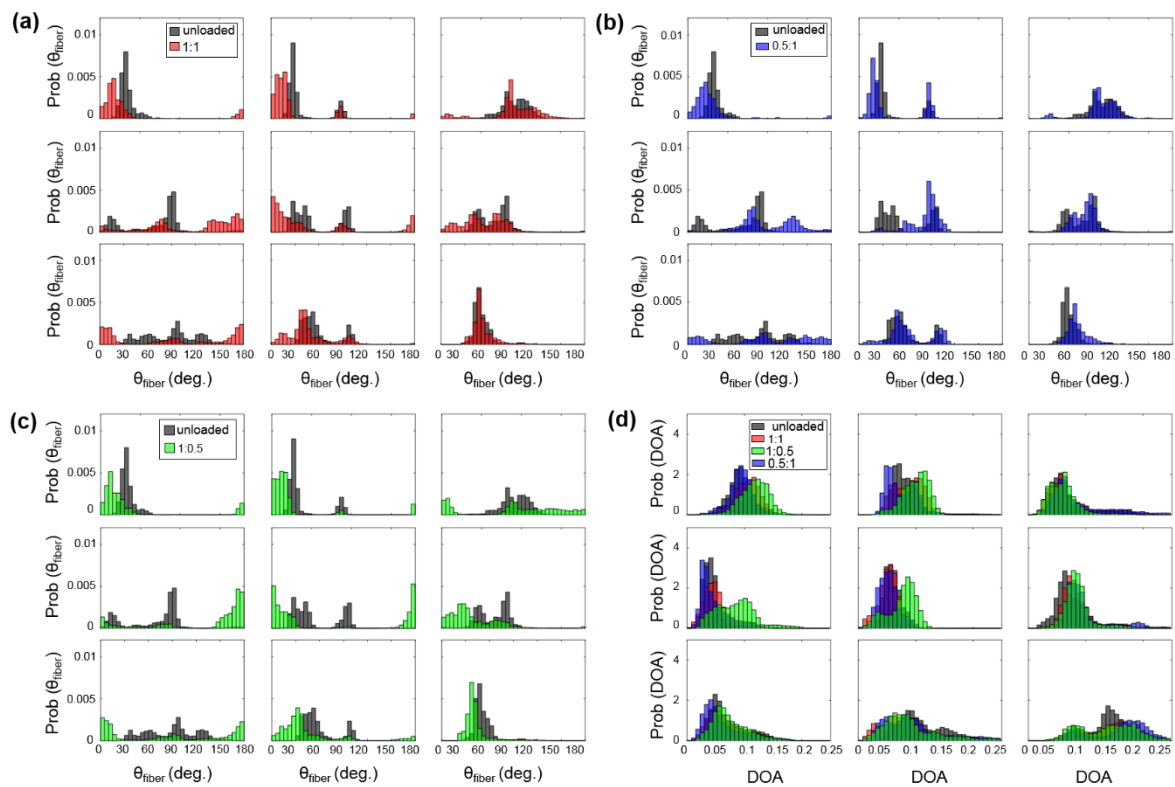 (a)
unloaded
1:1
Prob (θfiber)
0.01
0.005
0
Prob (θfiber)
0.01
0.005
0
Prob (θfiber)
0.01
0.005
0
0 30 60 90 120 150 180
0 30 60 90 120 150 180
0 30 60 90 120 150 180
θfiber (deg.)
θfiber (deg.)
θfiber (deg.)
(b)
unloaded
0.5:1
Prob (θfiber)
0.01
0.005
0
Prob (θfiber)
0.01
0.005
0
Prob (θfiber)
0.01
0.005
0
0 30 60 90 120 150 180
0 30 60 90 120 150 180
0 30 60 90 120 150 180
θfiber (deg.)
θfiber (deg.)
θfiber (deg.)
(c)
unloaded
1:0.5
Prob (θfiber)
0.01
0.005
0
Prob (θfiber)
0.01
0.005
0
Prob (θfiber)
0.01
0.005
0
0 30 60 90 120 150 180
0 30 60 90 120 150 180
0 30 60 90 120 150 180
θfiber (deg.)
θfiber (deg.)
θfiber (deg.)
(d)
unloaded
1:1
1:0.5
0.5:1
Prob (DOA)
4
2
0
Prob (DOA)
4
2
0
Prob (DOA)
4
2
0
0 0.05 0.1 0.15 0.2 0.25
0 0.05 0.1 0.15 0.2 0.25
0 0.05 0.1 0.15 0.2 0.25
DOA
DOA
DOA